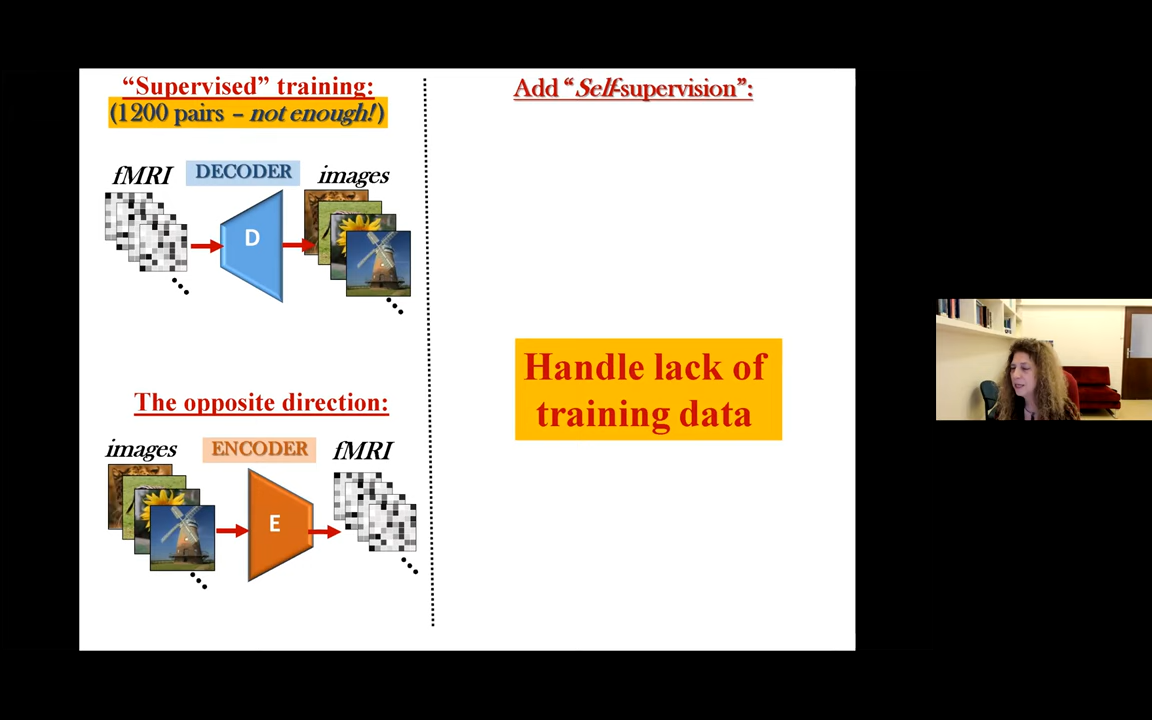 “Supervised” training:
(1200 pairs – not enough!)
fMRI
DECODER
images
D
The opposite direction:
images
ENCODER
fMRI
E
Add “Self-supervision”:
Handle lack of
training data